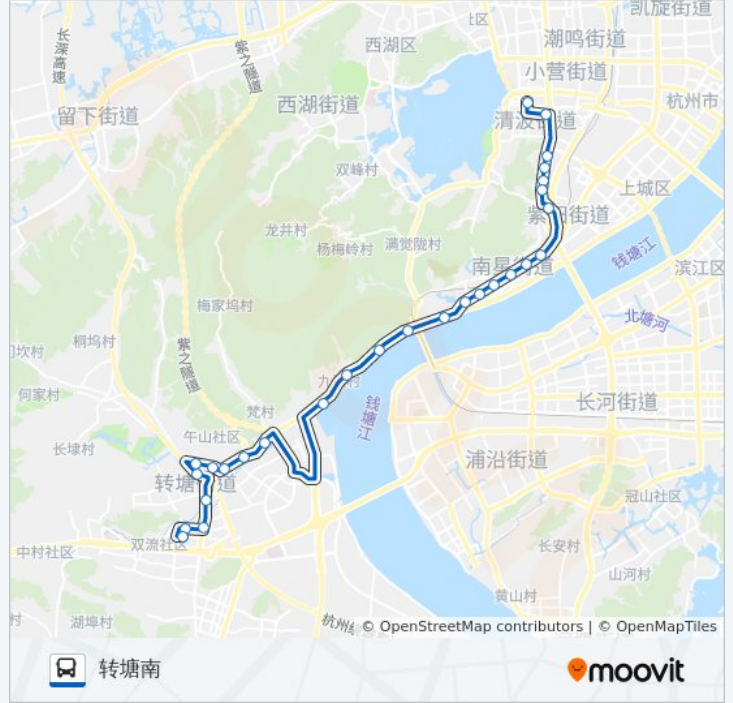 凯旋街道
社区
潮鸣街道
长深高速
紫之隧道
西湖区
小营街道
杭州市
留下街道
西湖街道
清波街道
双峰村
上城区
紫阳街道
龙井村
杨梅岭村
满觉陇村
钱塘江
南星街道
滨江区
梅家坞村
北塘河
桐坞村
紫之隧道
何家村
梵村
钱塘江
长河街道
午山社区
长埭村
浦沿街道
转塘街道
冠山社区
双流社区
中村社区
长安村
山河村
黄山村
湖埠村
村
© OpenStreetMap contributors | © OpenMapTiles
转塘南
moovit